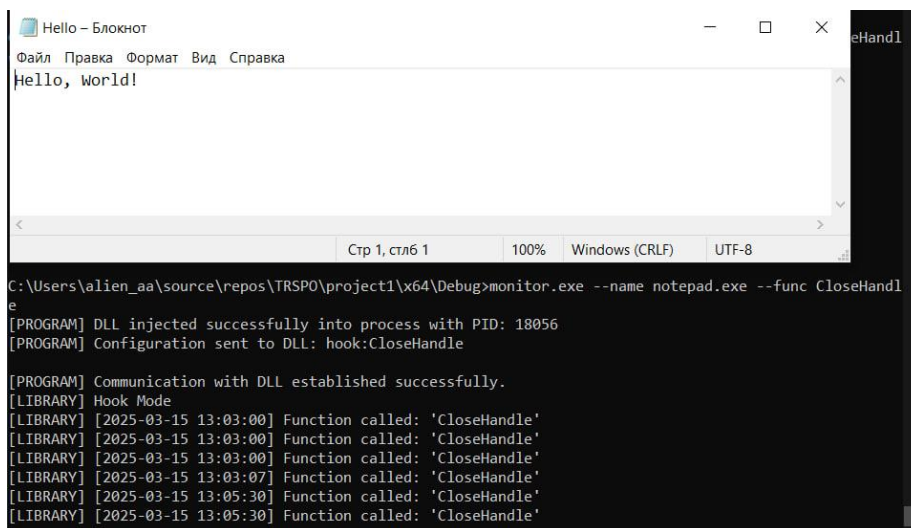 Hello – Блокнот
Файл Правка Формат Вид Справка
Hello, World!
Стр 1, стлб 1 100% Windows (CRLF) UTF-8
eHandl
C:\Users\alien_aa\source\repos\TRSPO\project1\x64\Debug>monitor.exe --name notepad.exe --func CloseHandl
e
[PROGRAM] DLL injected successfully into process with PID: 18056
[PROGRAM] Configuration sent to DLL: hook:CloseHandle
[PROGRAM] Communication with DLL established successfully.
[LIBRARY] Hook Mode
[LIBRARY] [2025-03-15 13:03:00] Function called: 'CloseHandle'
[LIBRARY] [2025-03-15 13:03:00] Function called: 'CloseHandle'
[LIBRARY] [2025-03-15 13:03:00] Function called: 'CloseHandle'
[LIBRARY] [2025-03-15 13:03:07] Function called: 'CloseHandle'
[LIBRARY] [2025-03-15 13:05:30] Function called: 'CloseHandle'
[LIBRARY] [2025-03-15 13:05:30] Function called: 'CloseHandle'